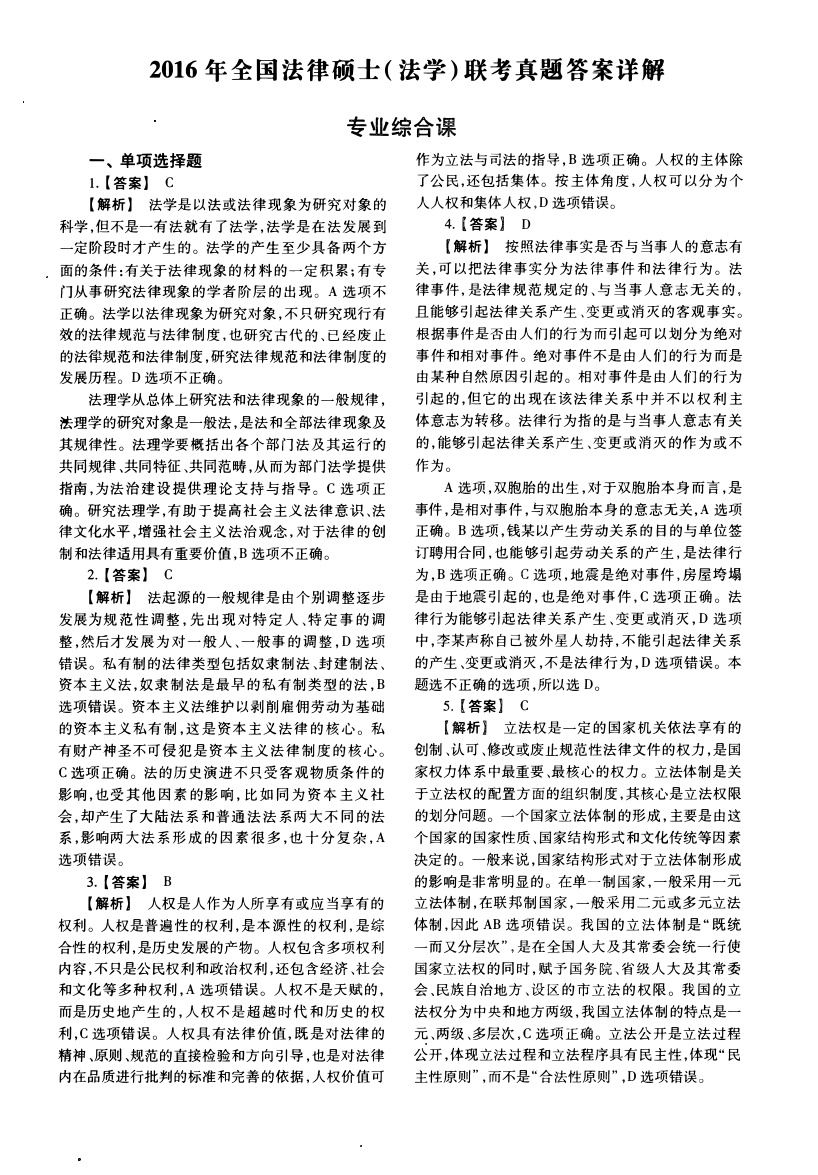 2016 年全国法律硕士(法学)联考真题答案详解
专业综合课
一、单项选择题
1.【答案】 C
【解析】 法学是以法或法律现象为研究对象的
科学,但不是一有法就有了法学,法学是在法发展到
一定阶段时才产生的。法学的产生至少具备两个方
面的条件:有关于法律现象的材料的一定积累;有专
门从事研究法律现象的学者阶层的出现。A 选项不
正确。法学以法律现象为研究对象,不只研究现行有
效的法律规范与法律制度,也研究古代的、已经废止
的法律规范和法律制度,研究法律规范和法律制度的
发展历程。D 选项不正确。
法理学从总体上研究法和法律现象的一般规律,
法理学的研究对象是一般法,是法和全部法律现象及
其规律性。法理学要概括出各个部门法及其运行的
共同规律、共同特征、共同范畴,从而为部门法学提供
指南,为法治建设提供理论支持与指导。C 选项正
确。研究法理学,有助于提高社会主义法律意识、法
律文化水平,增强社会主义法治观念,对于法律的创
制和法律适用具有重要价值,B 选项不正确。
2.【答案】 C
【解析】 法起源的一般规律是由个别调整逐步
发展为规范性调整,先出现对特定人、特定事的调
整,然后才发展为对一般人、一般事的调整,D 选项
错误。私有制的法律类型包括奴隶制法、封建制法、
资本主义法,奴隶制法是最早的私有制类型的法,B
选项错误。资本主义法维护以剥削雇佣劳动为基础
的资本主义私有制,这是资本主义法律的核心。私
有财产神圣不可侵犯是资本主义法律制度的核心。
C 选项正确。法的历史演进不只受客观物质条件的
影响,也受其他因素的影响,比如同为资本主义社
会,却产生了大陆法系和普通法法系两大不同的法
系,影响两大法系形成的因素很多,也十分复杂,A
选项错误。
3.【答案】 B
【解析】 人权是人作为人所享有或应当享有的
权利。人权是普遍性的权利,是本源性的权利,是综
合性的权利,是历史发展的产物。人权包含多项权利
内容,不只是公民权利和政治权利,还包含经济、社会
和文化等多种权利,A 选项错误。人权不是天赋的,
而是历史地产生的,人权不是超越时代和历史的权
利,C 选项错误。人权具有法律价值,既是对法律的
精神、原则、规范的直接检验和方向引导,也是对法律
内在品质进行批判的标准和完善的依据,人权价值可
作为立法与司法的指导,B 选项正确。人权的主体除
了公民,还包括集体。按主体角度,人权可以分为个
人人权和集体人权,D 选项错误。
4.【答案】 D
【解析】 按照法律事实是否与当事人的意志有
关,可以把法律事实分为法律事件和法律行为。法
律事件,是法律规范规定的、与当事人意志无关的,
且能够引起法律关系产生、变更或消灭的客观事实。
根据事件是否由人们的行为而引起可以划分为绝对
事件和相对事件。绝对事件不是由人们的行为而是
由某种自然原因引起的。相对事件是由人们的行为
引起的,但它的出现在该法律关系中并不以权利主
体意志为转移。法律行为指的是与当事人意志有关
的,能够引起法律关系产生、变更或消灭的作为或不
作为。
A 选项,双胞胎的出生,对于双胞胎本身而言,是
事件,是相对事件,与双胞胎本身的意志无关,A 选项
正确。B 选项,钱某以产生劳动关系的目的与单位签
订聘用合同,也能够引起劳动关系的产生,是法律行
为,B 选项正确。C 选项,地震是绝对事件,房屋垮塌
是由于地震引起的,也是绝对事件,C 选项正确。法
律行为能够引起法律关系产生、变更或消灭,D 选项
中,李某声称自己被外星人劫持,不能引起法律关系
的产生、变更或消灭,不是法律行为,D 选项错误。本
题选不正确的选项,所以选 D。
5.【答案】 C
【解析】 立法权是一定的国家机关依法享有的
创制、认可、修改或废止规范性法律文件的权力,是国
家权力体系中最重要、最核心的权力。立法体制是关
于立法权的配置方面的组织制度,其核心是立法权限
的划分问题。一个国家立法体制的形成,主要是由这
个国家的国家性质、国家结构形式和文化传统等因素
决定的。一般来说,国家结构形式对于立法体制形成
的影响是非常明显的。在单一制国家,一般采用一元
立法体制,在联邦制国家,一般采用二元或多元立法
体制,因此 AB 选项错误。我国的立法体制是“既统
一而又分层次”,是在全国人大及其常委会统一行使
国家立法权的同时,赋予国务院、省级人大及其常委
会、民族自治地方、设区的市立法的权限。我国的立
法权分为中央和地方两级,我国立法体制的特点是一
元、两级、多层次,C 选项正确。立法公开是立法过程
公开,体现立法过程和立法程序具有民主性,体现“民
主性原则”,而不是“合法性原则”,D 选项错误。